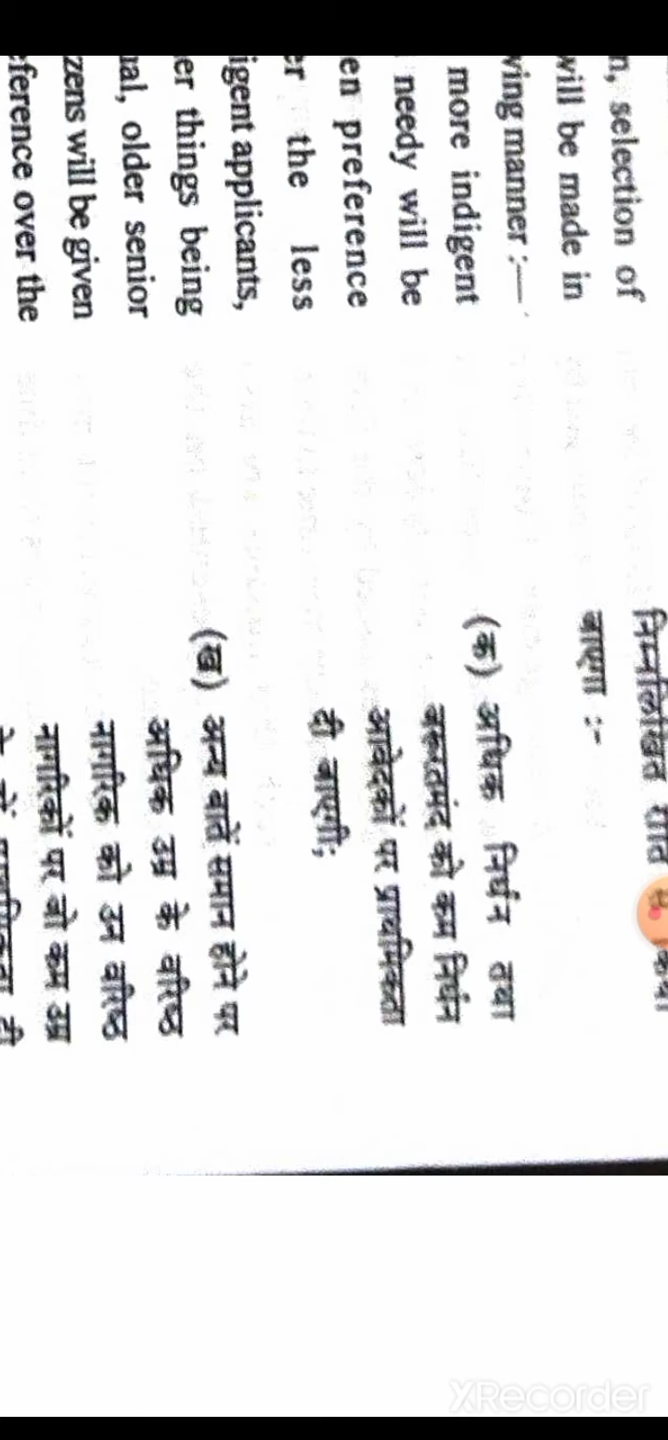 n, selection of
will be made in
ving manner :—
more indigent
needy will be
en preference
er the less
igent applicants,
er things being
ual, older senior
zens will be given
ference over the
निम्नलिखित
जाएगा :-
(क) अधिक निर्धन तथा
जरूरतमंद को कम निर्धन
आवेदकों पर प्राथमिकता
दी जाएगी;
(ख) अन्य बातें समान होने पर
अधिक उम्र के वरिष्ठ
नागरिक को उन वरिष्ठ
नागरिकों पर जो कम उम्र
XRecorder